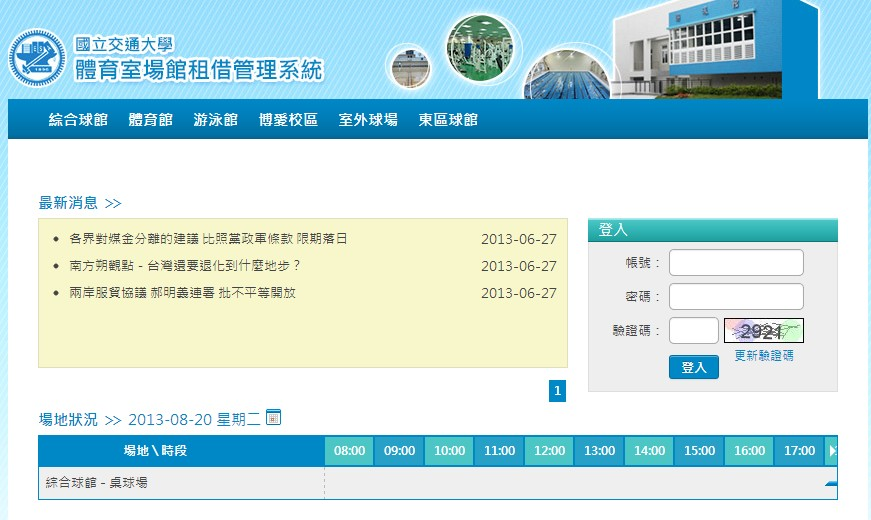 國立交通大學
體育室場館租借管理系統
綜合球館 體育館 游泳館 博愛校區 室外球場 東區球館
最新消息 >>
各界對媒金分離的建議 比照黨政軍條款 限期落日 2013-06-27
南方朔觀點 - 台灣還要退化到什麼地步？ 2013-06-27
兩岸服貿協議 郝明義連署 批不平等開放 2013-06-27
1
登入
帳號：
密碼：
驗證碼： 2921
更新驗證碼
登入
場地狀況 >> 2013-08-20 星期二
場地 \ 時段 08:00 09:00 10:00 11:00 12:00 13:00 14:00 15:00 16:00 17:00
綜合球館 - 桌球場